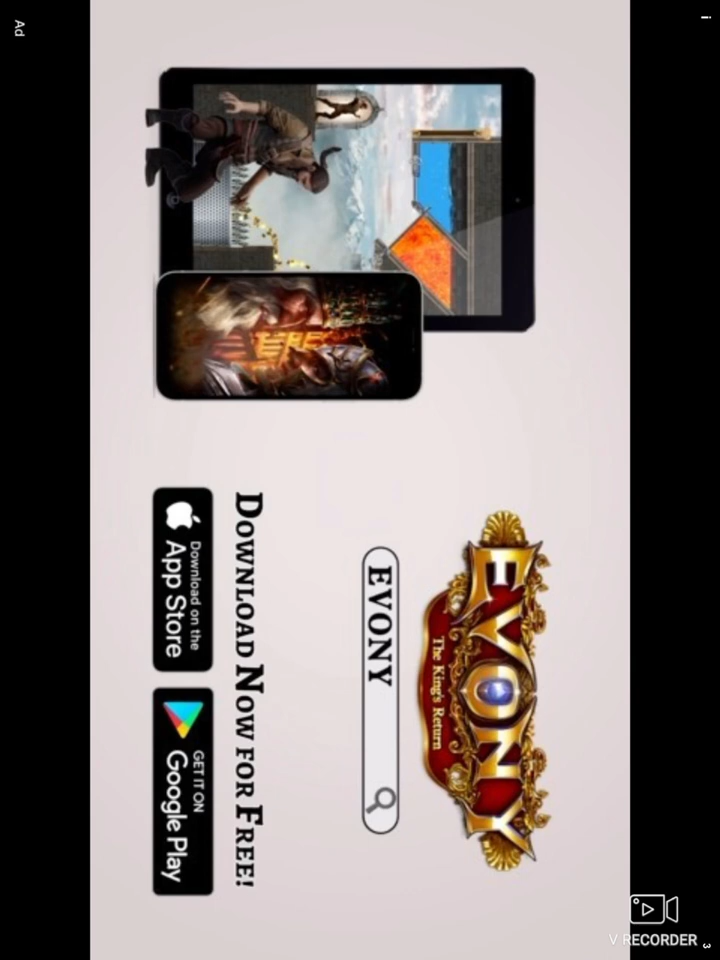 Ad
i
EVONY
The King's Return
EVONY
DOWNLOAD NOW FOR FREE!
Download on the
App Store
GET IT ON
Google Play
V RECORDER
3